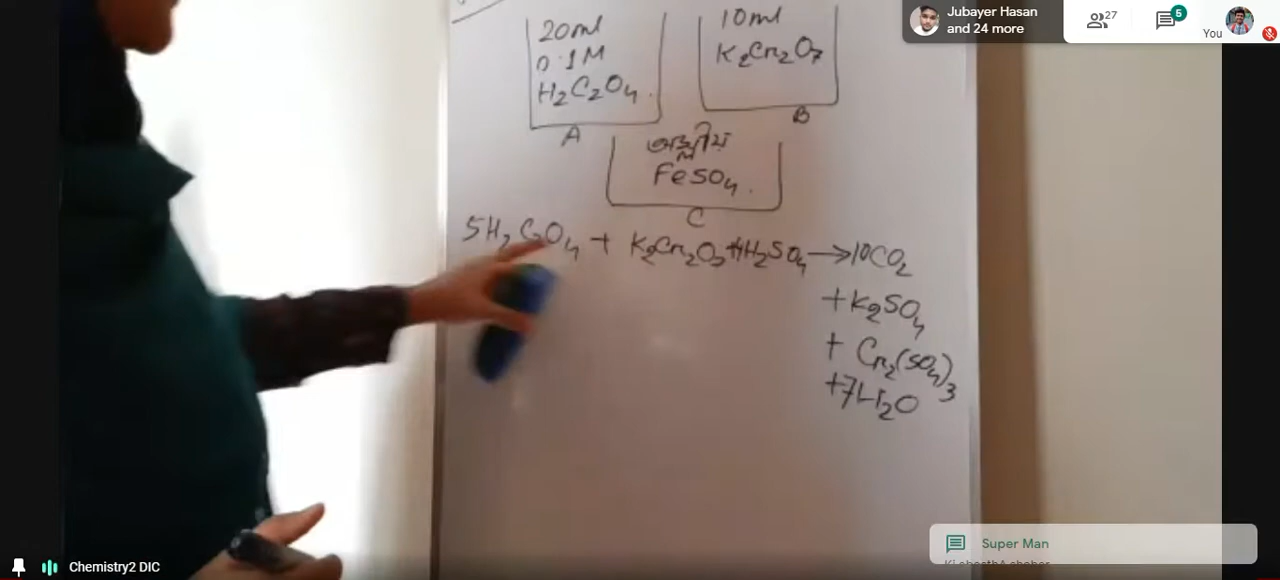 Jubayer Hasan
and 24 more
27
5
You
20ml
0.1M
H2C2O4.
A
10ml
K2Cr2O7
B
অম্লীয়
FeSO4.
C
5H2C2O4 + K2Cr2O7+4H2SO4→10CO2
+K2SO4
+ Cr2(SO4)3
+7H2O
Super Man
Chemistry2 DIC